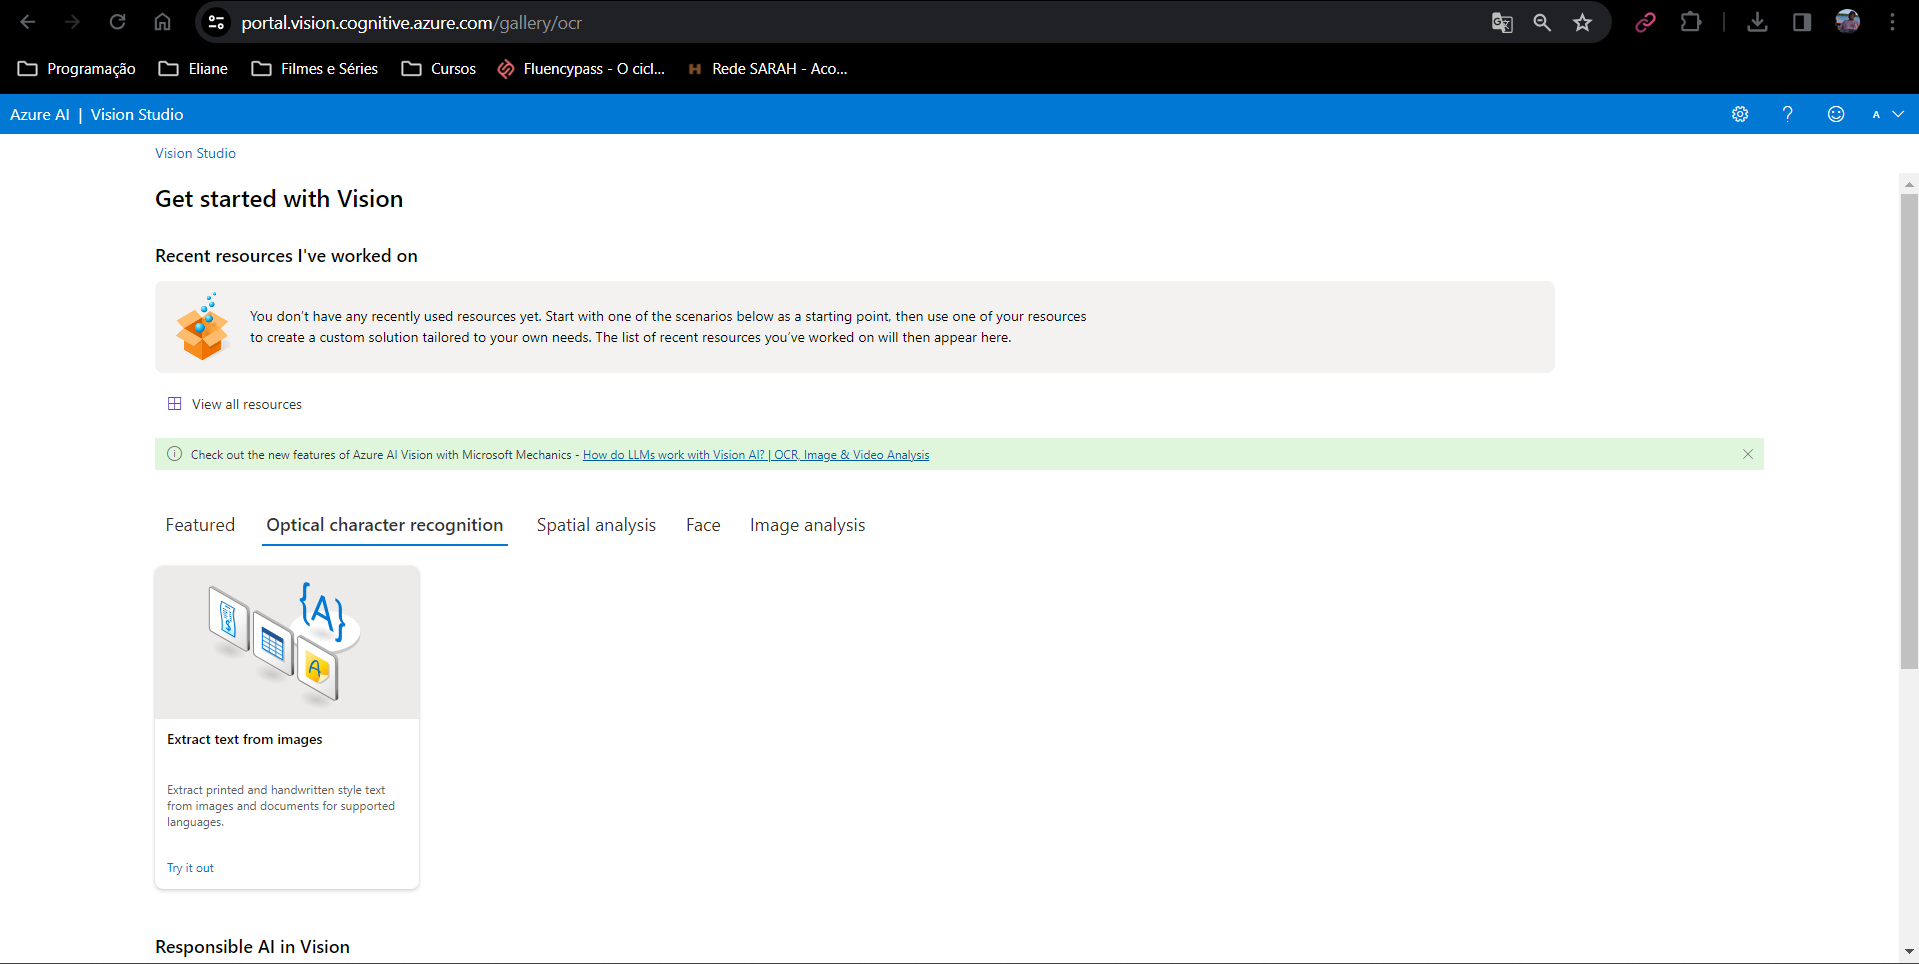 portal.vision.cognitive.azure.com/gallery/ocr
Programação Eliane Filmes e Séries Cursos Fluencypass - O cicl... H Rede SARAH - Aco...
Azure AI | Vision Studio ? A
Vision Studio
Get started with Vision
Recent resources I've worked on
You don't have any recently used resources yet. Start with one of the scenarios below as a starting point, then use one of your resources
to create a custom solution tailored to your own needs. The list of recent resources you've worked on will then appear here.
View all resources
Check out the new features of Azure AI Vision with Microsoft Mechanics - How do LLMs work with Vision AI? | OCR, Image & Video Analysis
Featured Optical character recognition Spatial analysis Face Image analysis
{A}
A
Extract text from images
Extract printed and handwritten style text
from images and documents for supported
languages.
Try it out
Responsible AI in Vision